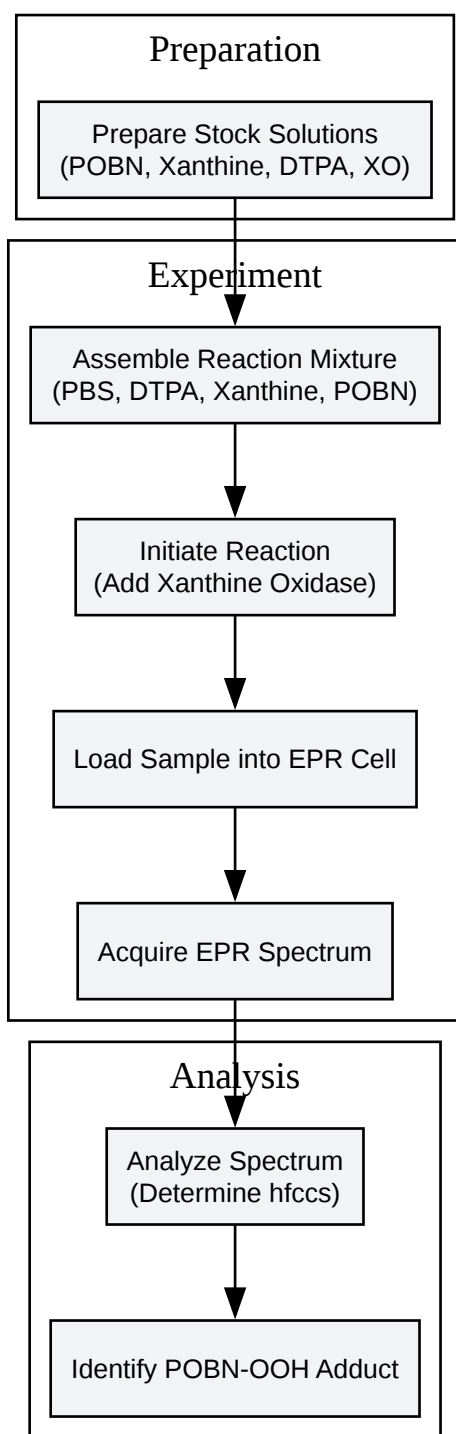 Preparation
Prepare Stock Solutions
(POBN, Xanthine, DTPA, XO)
Experiment
Assemble Reaction Mixture
(PBS, DTPA, Xanthine, POBN)
Initiate Reaction
(Add Xanthine Oxidase)
Load Sample into EPR Cell
Acquire EPR Spectrum
Analysis
Analyze Spectrum
(Determine hfccs)
Identify POBN-OOH Adduct